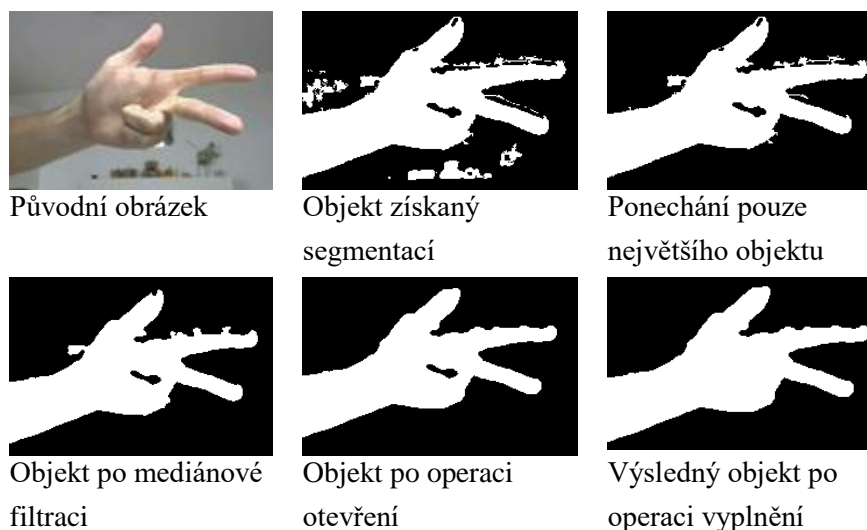 Původní obrázek
Objekt získaný
segmentací
Ponechání pouze
největšího objektu
Objekt po mediánové
filtraci
Objekt po operaci
otevření
Výsledný objekt po
operaci vyplnění